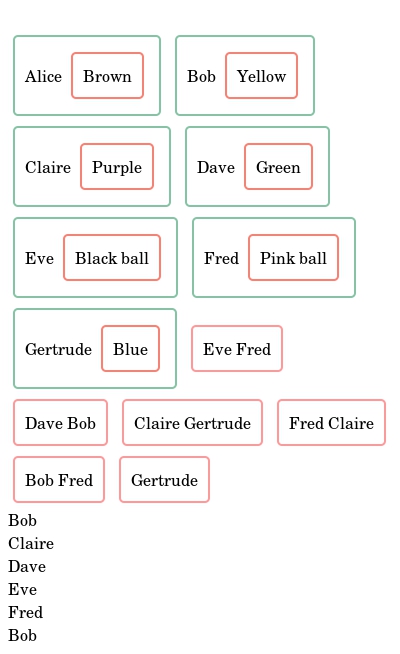 Alice Brown Bob Yellow
Claire Purple Dave Green
Eve Black ball Fred Pink ball
Gertrude Blue Eve Fred
Dave Bob Claire Gertrude Fred Claire
Bob Fred Gertrude
Bob
Claire
Dave
Eve
Fred
Bob